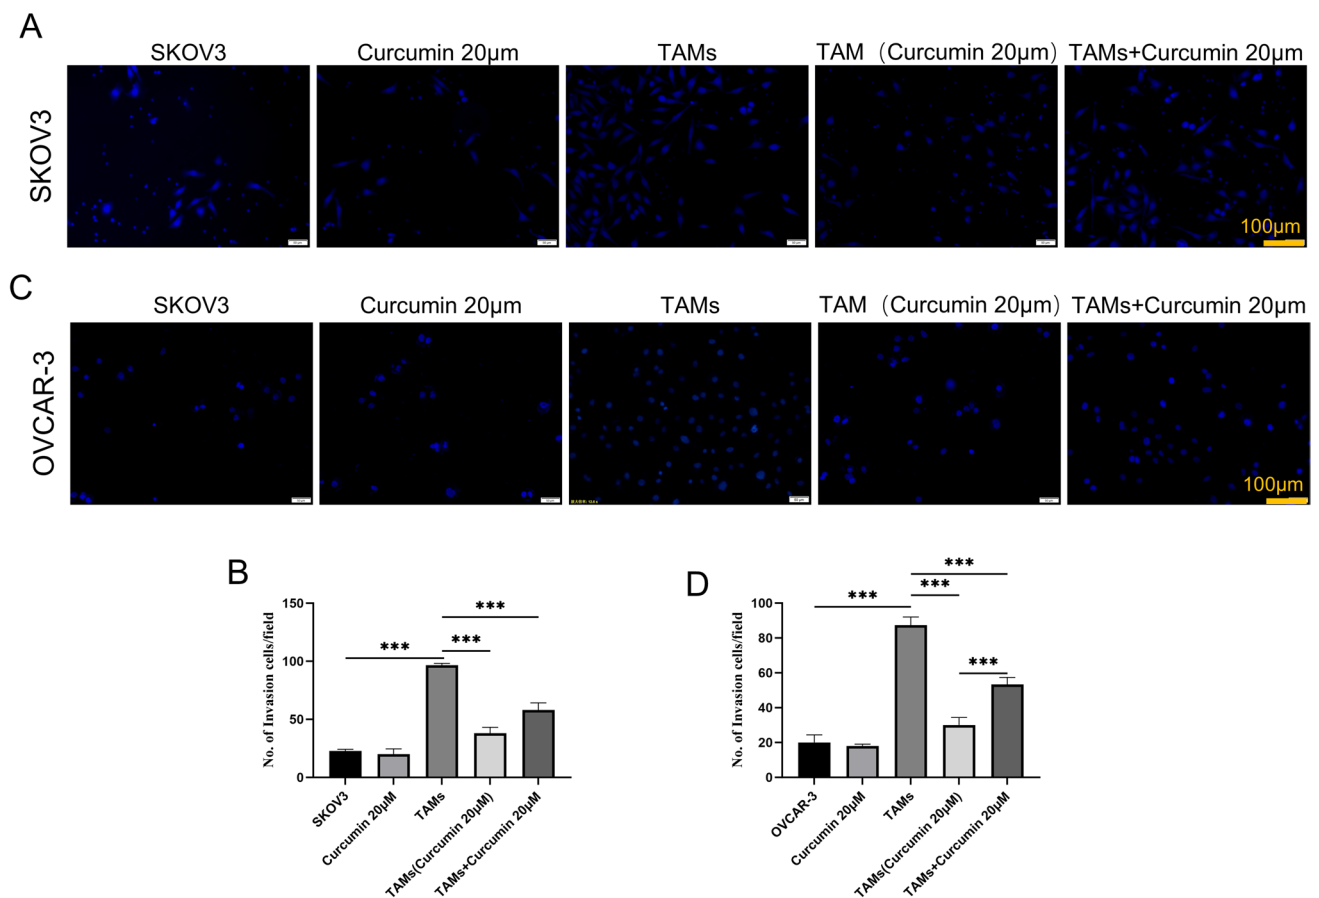 A
SKOV3 Curcumin 20μm TAMs TAM（Curcumin 20μm） TAMs+Curcumin 20μm
SKOV3
100μm
C
SKOV3 Curcumin 20μm TAMs TAM（Curcumin 20μm） TAMs+Curcumin 20μm
OVCAR-3
100μm
B
No. of Invasion cells/field
150
100
50
0
***
***
***
SKOV3
Curcumin 20μM
TAMs
TAMs(Curcumin 20μM)
TAMs+Curcumin 20μM
D
No. of Invasion cells/field
100
80
60
40
20
0
***
***
***
***
OVCAR-3
Curcumin 20μM
TAMs
TAMs(Curcumin 20μM)
TAMs+Curcumin 20μM